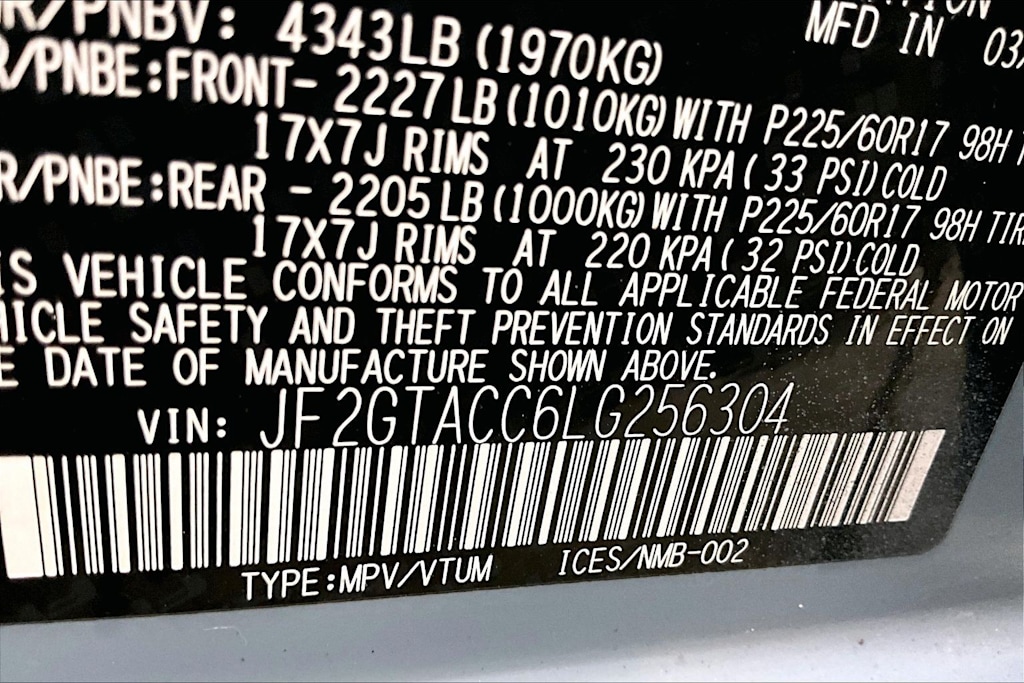 MFD IN 03/
R/PNBV: 4343LB (1970KG)
R/PNBE:FRONT- 2227LB(1010KG)WITH P225/60R17 98H
17X7J RIMS AT 230 KPA( 33 PSI)COLD
R/PNBE:REAR - 2205LB(1000KG)WITH P225/60R17 98H TIR
17X7J RIMS AT 220 KPA( 32 PSI)COLD
IS VEHICLE CONFORMS TO ALL APPLICABLE FEDERAL MOTOR
HICLE SAFETY AND THEFT PREVENTION STANDARDS IN EFFECT ON
E DATE OF MANUFACTURE SHOWN ABOVE.
VIN: JF2GTACC6LG256304
TYPE:MPV/VTUM ICES/NMB-002